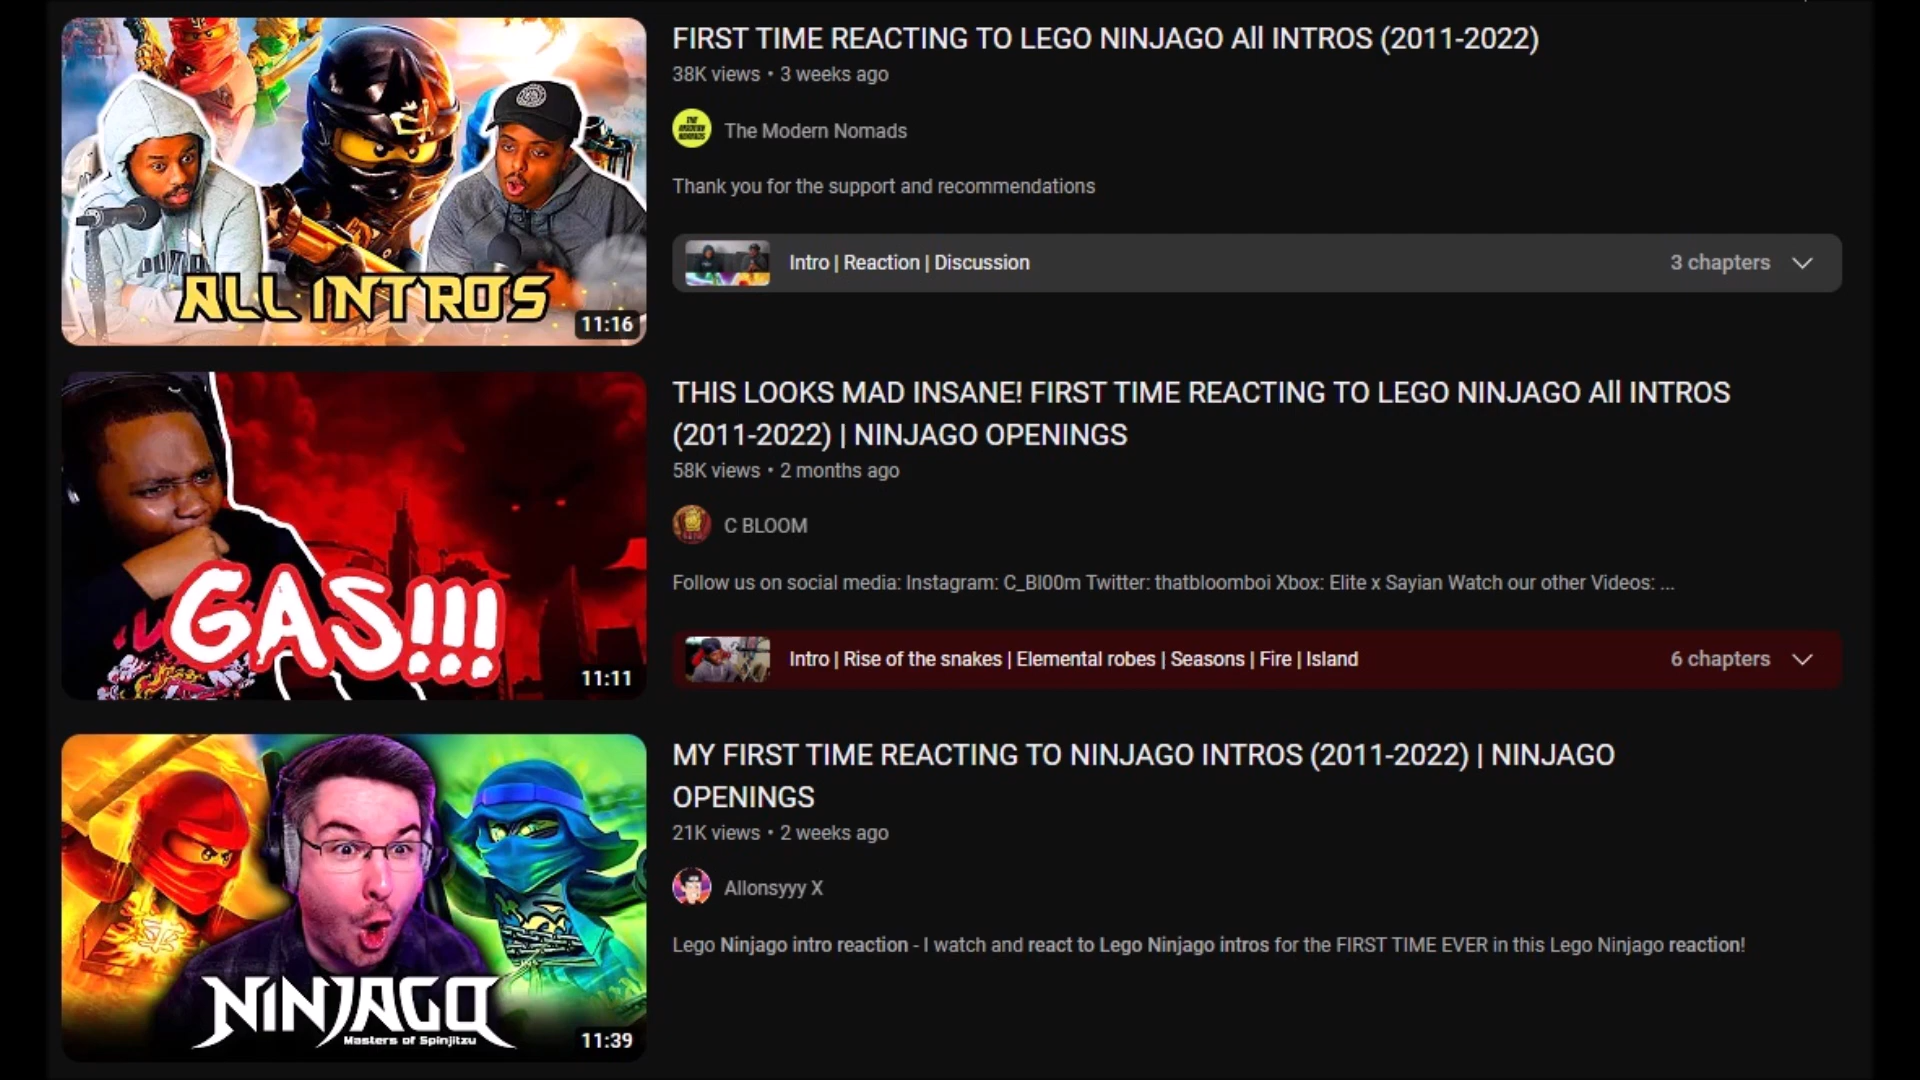 FIRST TIME REACTING TO LEGO NINJAGO All INTROS (2011-2022)
38K views • 3 weeks ago
THE MODERN NOMADS
The Modern Nomads
Thank you for the support and recommendations
Intro | Reaction | Discussion
3 chapters
PUMA
ALL INTROS
11:16
THIS LOOKS MAD INSANE! FIRST TIME REACTING TO LEGO NINJAGO All INTROS
(2011-2022) | NINJAGO OPENINGS
58K views • 2 months ago
C BLOOM
Follow us on social media: Instagram: C_Bl00m Twitter: thatbloomboi Xbox: Elite x Sayian Watch our other Videos: ...
Intro | Rise of the snakes | Elemental robes | Seasons | Fire | Island
6 chapters
GAS!!!
11:11
MY FIRST TIME REACTING TO NINJAGO INTROS (2011-2022) | NINJAGO
OPENINGS
21K views • 2 weeks ago
Allonsyyy X
Lego Ninjago intro reaction - I watch and react to Lego Ninjago intros for the FIRST TIME EVER in this Lego Ninjago reaction!
NINJAGO
Masters of Spinjitzu
11:39